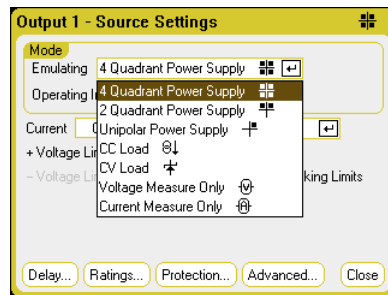 Output 1 - Source Settings
Mode
Emulating 4 Quadrant Power Supply
Operating 4 Quadrant Power Supply
2 Quadrant Power Supply
Current Unipolar Power Supply
+ Voltage CC Load
CV Load
- Voltage king Limits
Voltage Measure Only
Current Measure Only
Delay... Ratings... Protection... Advanced... Close